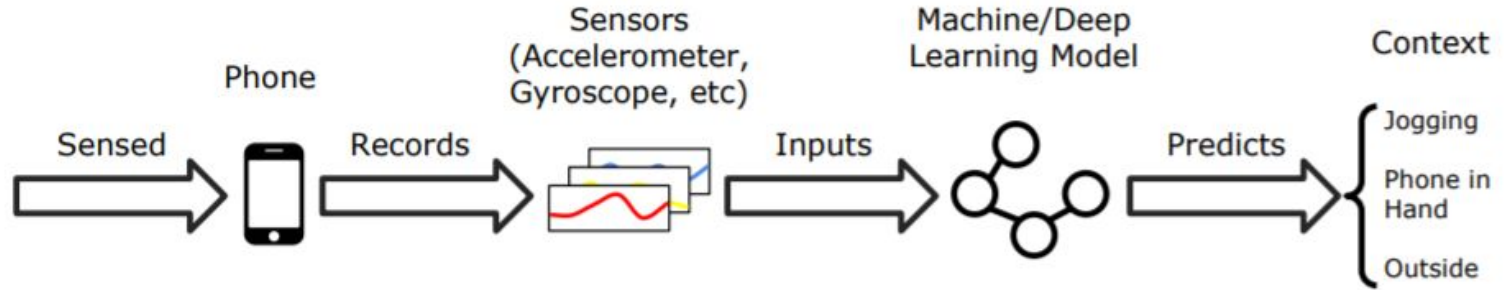 Sensed
Phone
Records
Sensors
(Accelerometer,
Gyroscope, etc)
Inputs
Machine/Deep
Learning Model
Predicts
Context
Jogging
Phone in
Hand
Outside